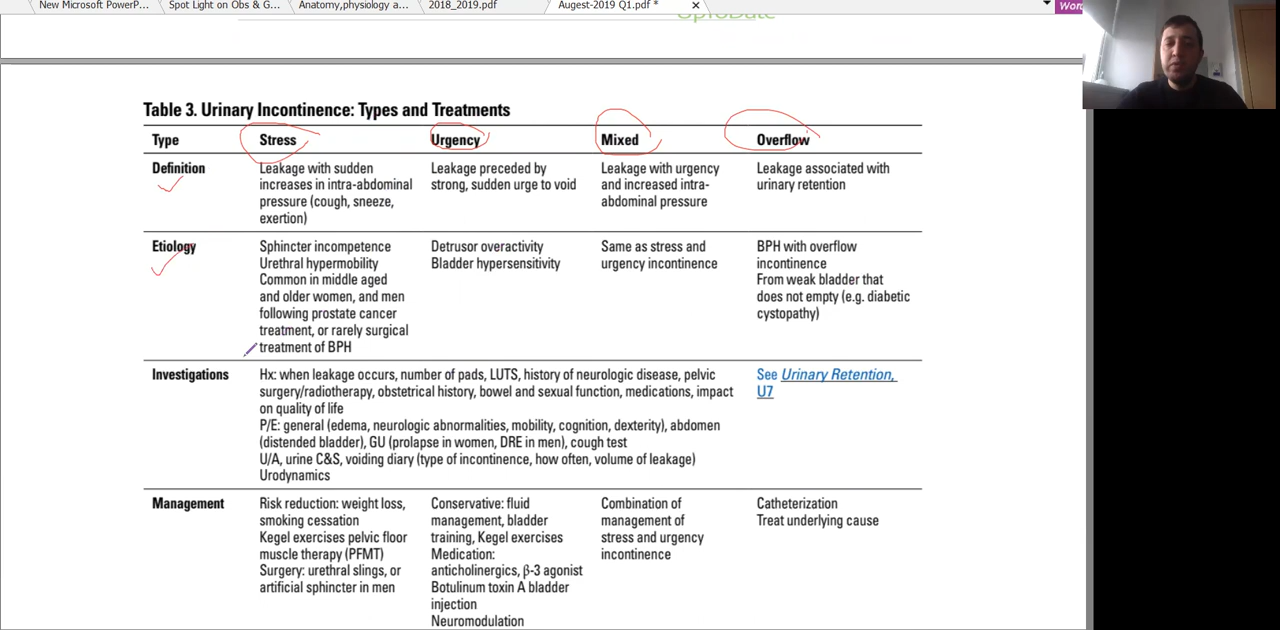 New Microsoft PowerP...
Spot Light on Obs & G...
Anatomy,physiology a...
2018_2019.pdf
Augest-2019 Q1.pdf *
Word
UpToDate
Table 3. Urinary Incontinence: Types and Treatments
Type
Stress
Urgency
Mixed
Overflow
Definition
Leakage with sudden
increases in intra-abdominal
pressure (cough, sneeze,
exertion)
Leakage preceded by
strong, sudden urge to void
Leakage with urgency
and increased intra-
abdominal pressure
Leakage associated with
urinary retention
Etiology
Sphincter incompetence
Urethral hypermobility
Common in middle aged
and older women, and men
following prostate cancer
treatment, or rarely surgical
treatment of BPH
Detrusor overactivity
Bladder hypersensitivity
Same as stress and
urgency incontinence
BPH with overflow
incontinence
From weak bladder that
does not empty (e.g. diabetic
cystopathy)
Investigations
Hx: when leakage occurs, number of pads, LUTS, history of neurologic disease, pelvic
surgery/radiotherapy, obstetrical history, bowel and sexual function, medications, impact
on quality of life
P/E: general (edema, neurologic abnormalities, mobility, cognition, dexterity), abdomen
(distended bladder), GU (prolapse in women, DRE in men), cough test
U/A, urine C&S, voiding diary (type of incontinence, how often, volume of leakage)
Urodynamics
See Urinary Retention,
U7
Management
Risk reduction: weight loss,
smoking cessation
Kegel exercises pelvic floor
muscle therapy (PFMT)
Surgery: urethral slings, or
artificial sphincter in men
Conservative: fluid
management, bladder
training, Kegel exercises
Medication:
anticholinergics, β-3 agonist
Botulinum toxin A bladder
injection
Neuromodulation
Combination of
management of
stress and urgency
incontinence
Catheterization
Treat underlying cause